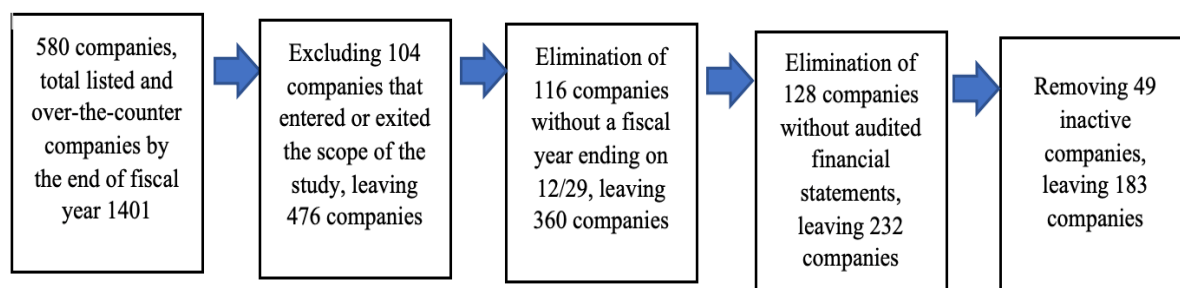 580 companies,
total listed and
over-the-counter
companies by
the end of fiscal
year 1401
Excluding 104
companies that
entered or exited
the scope of the
study, leaving
476 companies
Elimination of
116 companies
without a fiscal
year ending on
12/29, leaving
360 companies
Elimination of
128 companies
without audited
financial
statements,
leaving 232
companies
Removing 49
inactive
companies,
leaving 183
companies